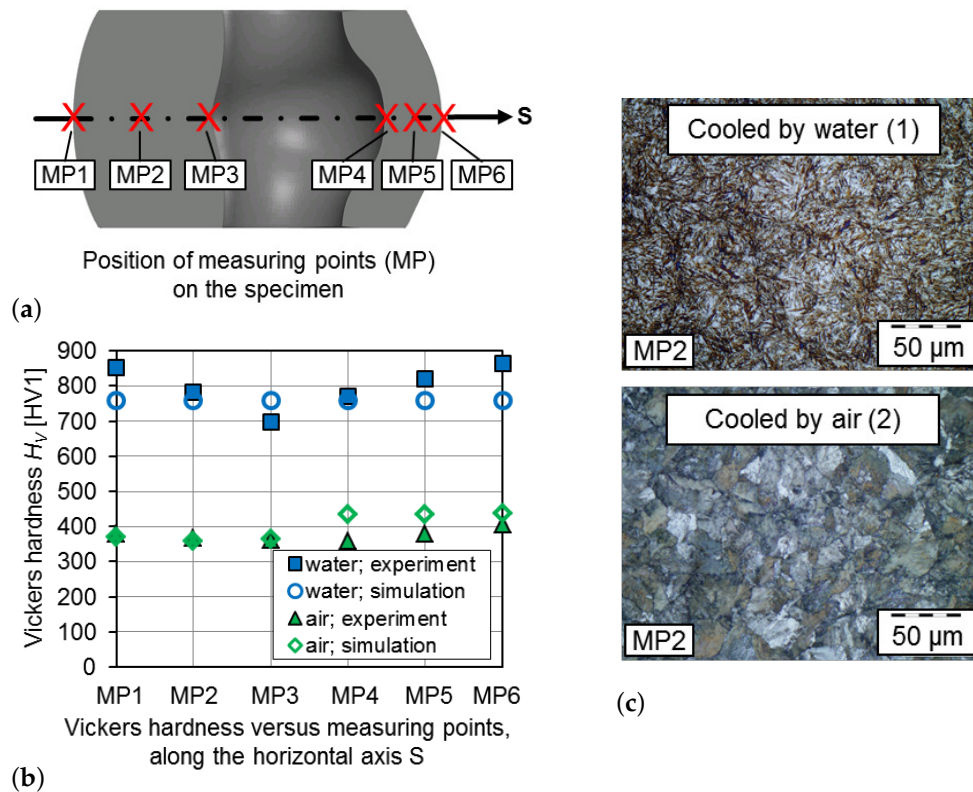 (a)
S
MP1
MP2
MP3
MP4
MP5
MP6
Position of measuring points (MP)
on the specimen
(b)
Vickers hardness HV [HV1]
900
800
700
600
500
400
300
200
100
0
water; experiment
water; simulation
air; experiment
air; simulation
MP1 MP2 MP3 MP4 MP5 MP6
Vickers hardness versus measuring points,
along the horizontal axis S
Cooled by water (1)
MP2
50 µm
Cooled by air (2)
MP2
50 µm
(c)